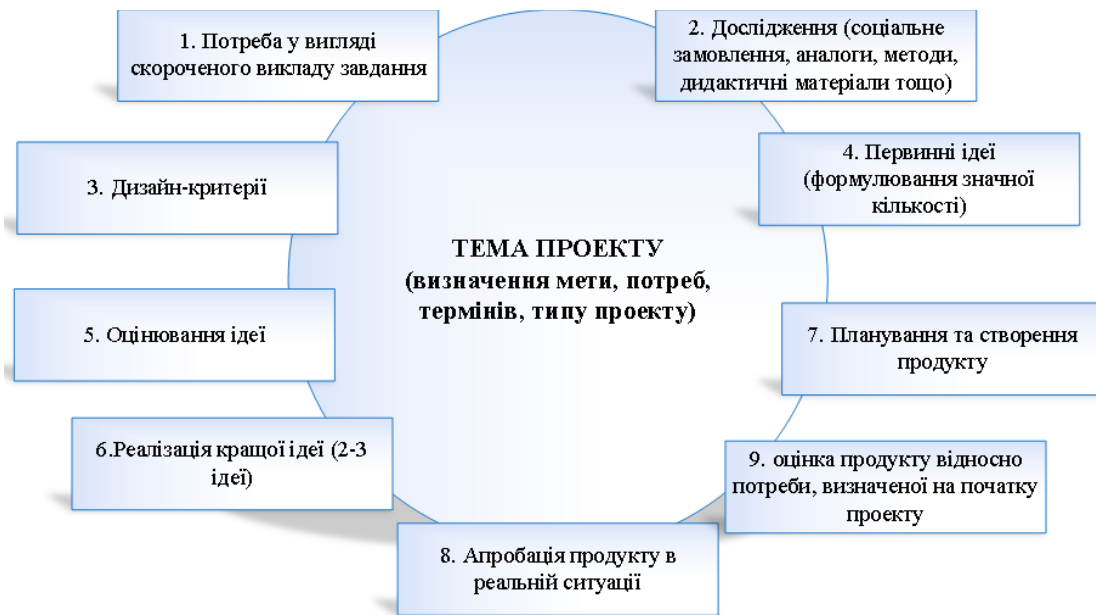 1. Потреба у вигляді
скороченого викладу завдання
2. Дослідження (соціальне
замовлення, аналоги, методи,
дидактичні матеріали тощо)
3. Дизайн-критерії
4. Первинні ідеї
(формулювання значної
кількості)
ТЕМА ПРОЕКТУ
(визначення мети, потреб,
термінів, типу проекту)
5. Оцінювання ідеї
7. Планування та створення
продукту
6.Реалізація кращої ідеї (2-3
ідеї)
9. оцінка продукту відносно
потреби, визначеної на початку
проекту
8. Апробація продукту в
реальній ситуації